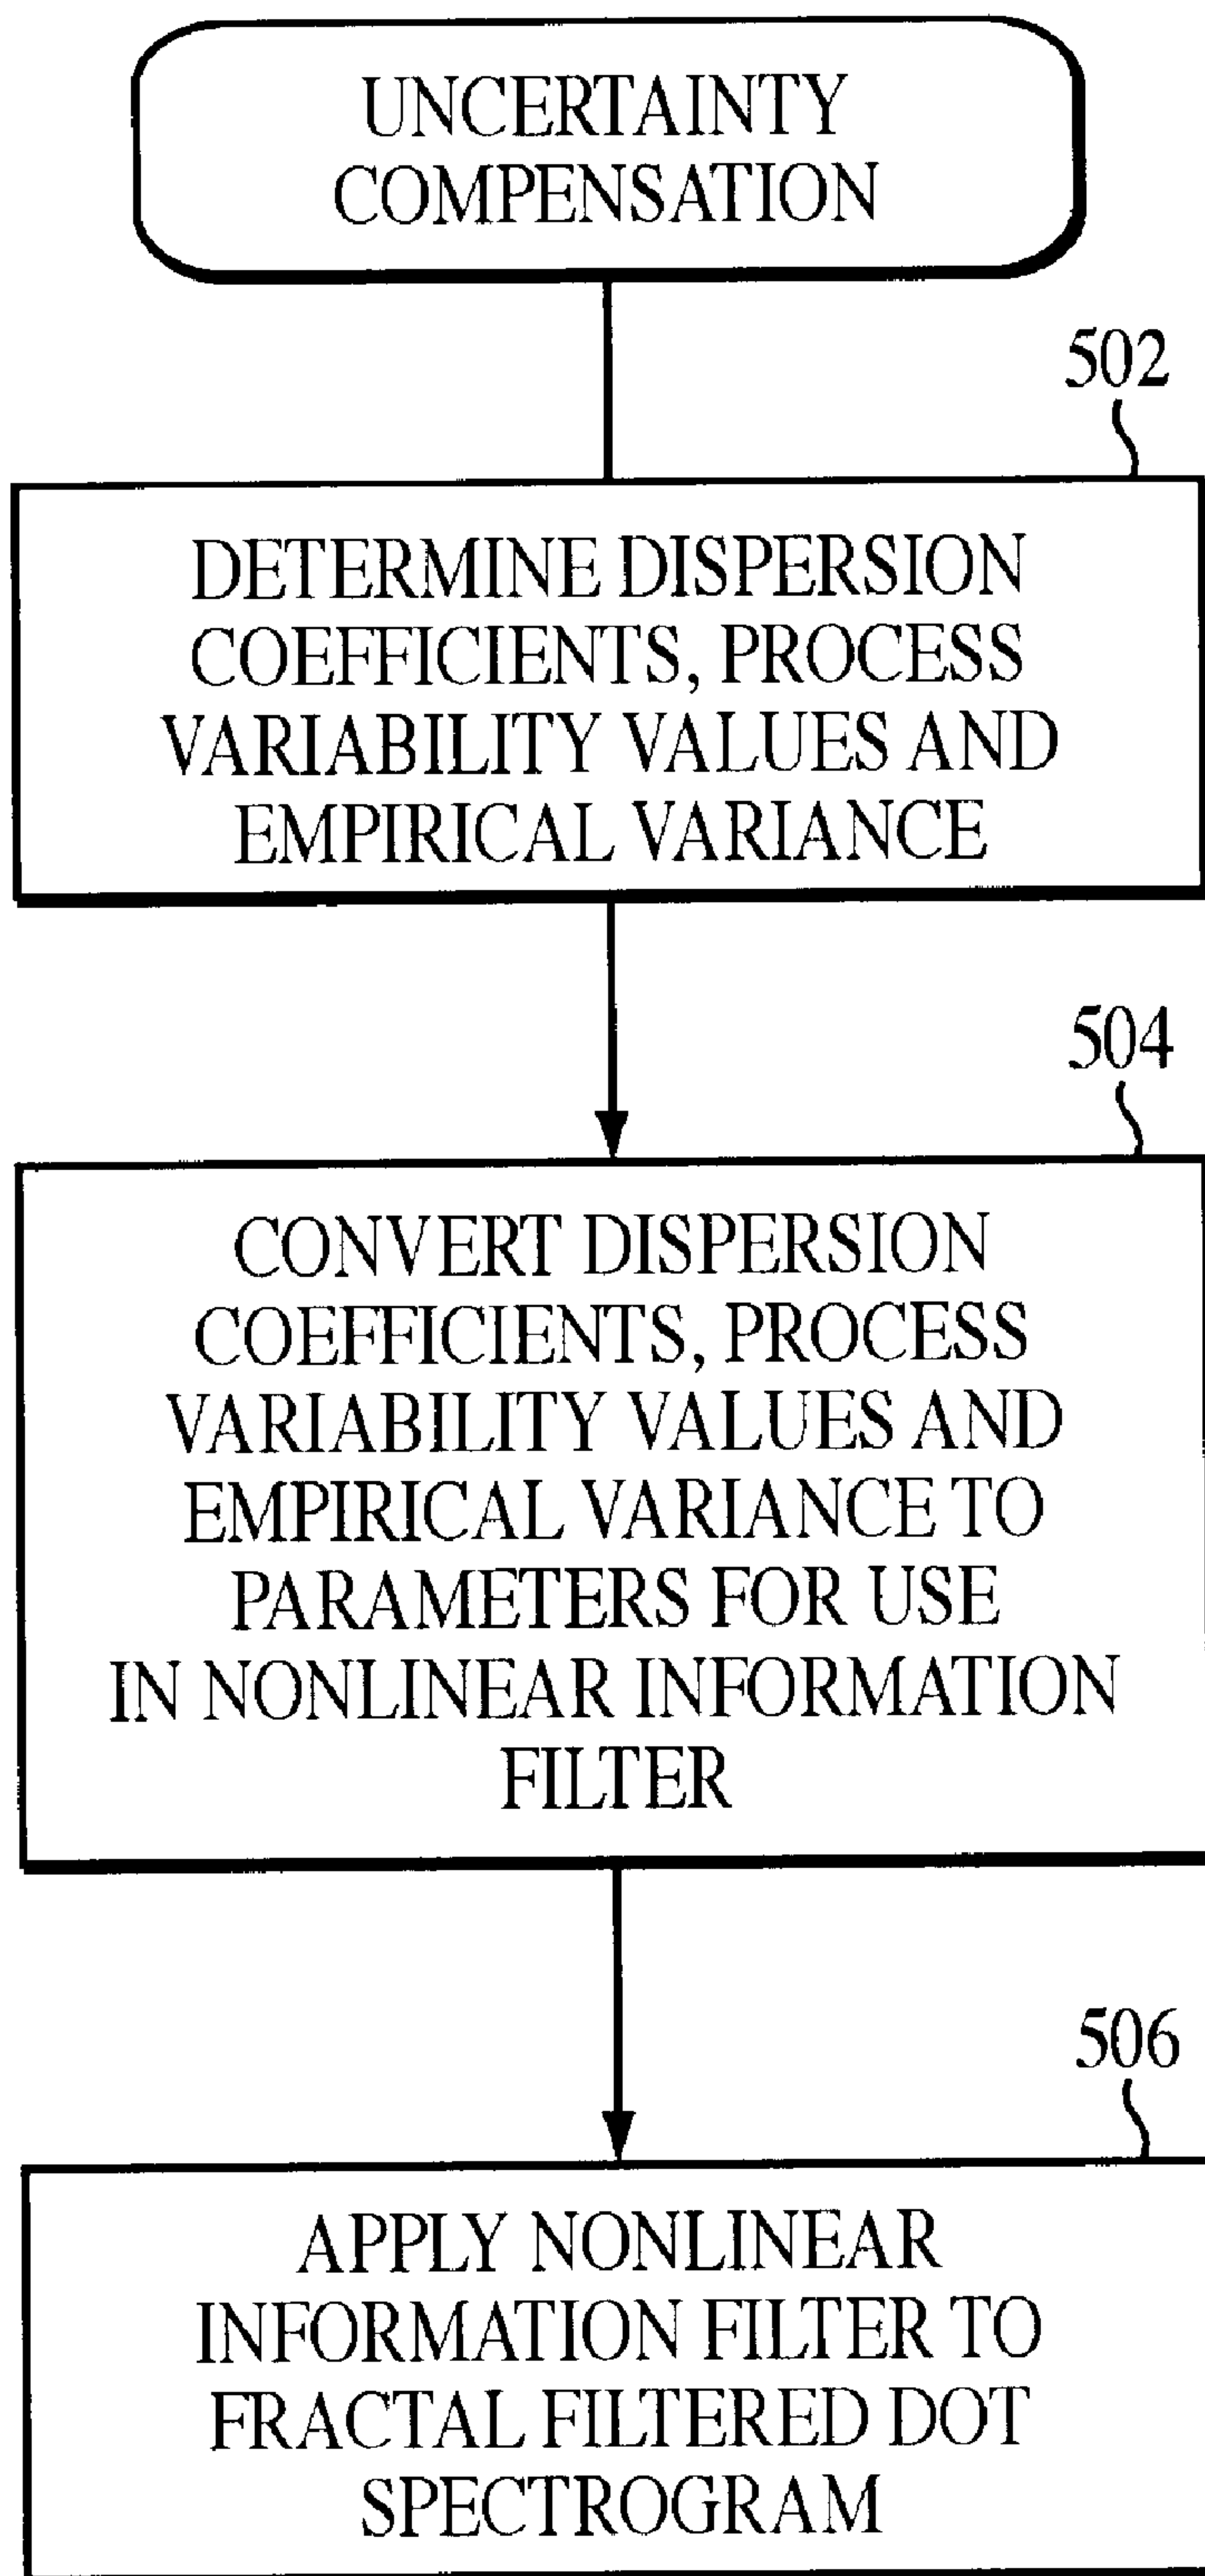 UNCERTAINTY
COMPENSATION
502
DETERMINE DISPERSION
COEFFICIENTS, PROCESS
VARIABILITY VALUES AND
EMPIRICAL VARIANCE
504
CONVERT DISPERSION
COEFFICIENTS, PROCESS
VARIABILITY VALUES AND
EMPIRICAL VARIANCE TO
PARAMETERS FOR USE
IN NONLINEAR INFORMATION
FILTER
506
APPLY NONLINEAR
INFORMATION FILTER TO
FRACTAL FILTERED DOT
SPECTROGRAM